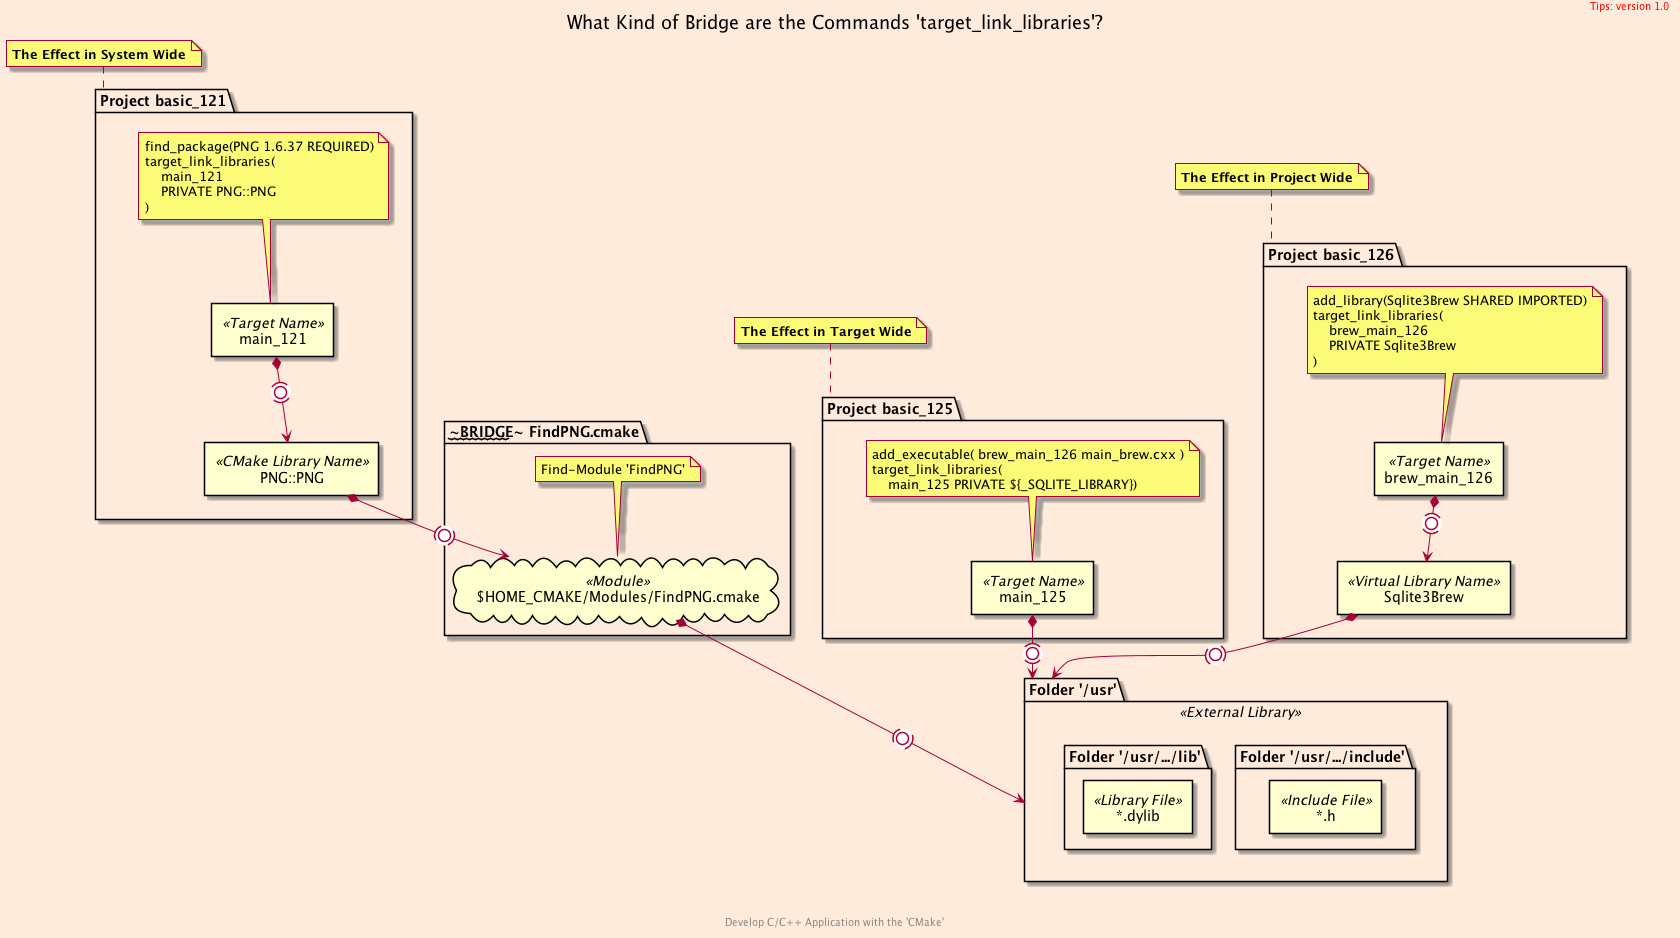 Tips: version 1.0
What Kind of Bridge are the Commands 'target_link_libraries'?
The Effect in System Wide
Project basic_121
find_package(PNG 1.6.37 REQUIRED)
target_link_libraries(
main_121
PRIVATE PNG::PNG
)
«Target Name»
main_121
«CMake Library Name»
PNG::PNG
~BRIDGE~ FindPNG.cmake
Find-Module 'FindPNG'
«Module»
$HOME_CMAKE/Modules/FindPNG.cmake
The Effect in Target Wide
Project basic_125
add_executable( brew_main_126 main_brew.cxx )
target_link_libraries(
main_125 PRIVATE ${_SQLITE_LIBRARY})
«Target Name»
main_125
The Effect in Project Wide
Project basic_126
add_library(Sqlite3Brew SHARED IMPORTED)
target_link_libraries(
brew_main_126
PRIVATE Sqlite3Brew
)
«Target Name»
brew_main_126
«Virtual Library Name»
Sqlite3Brew
Folder '/usr'
«External Library»
Folder '/usr/.../lib'
«Library File»
*.dylib
Folder '/usr/.../include'
«Include File»
*.h
Develop C/C++ Application with the 'CMake'